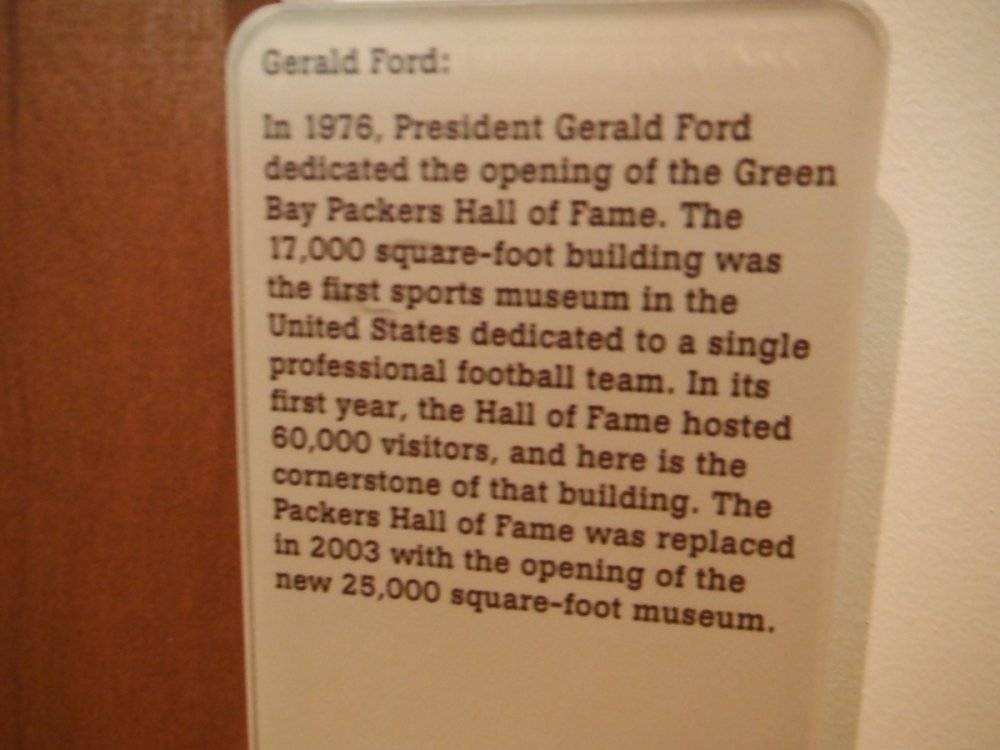 Gerald Ford:
In 1976, President Gerald Ford
dedicated the opening of the Green
Bay Packers Hall of Fame. The
17,000 square-foot building was
the first sports museum in the
United States dedicated to a single
professional football team. In its
first year, the Hall of Fame hosted
60,000 visitors, and here is the
cornerstone of that building. The
Packers Hall of Fame was replaced
in 2003 with the opening of the
new 25,000 square-foot museum.